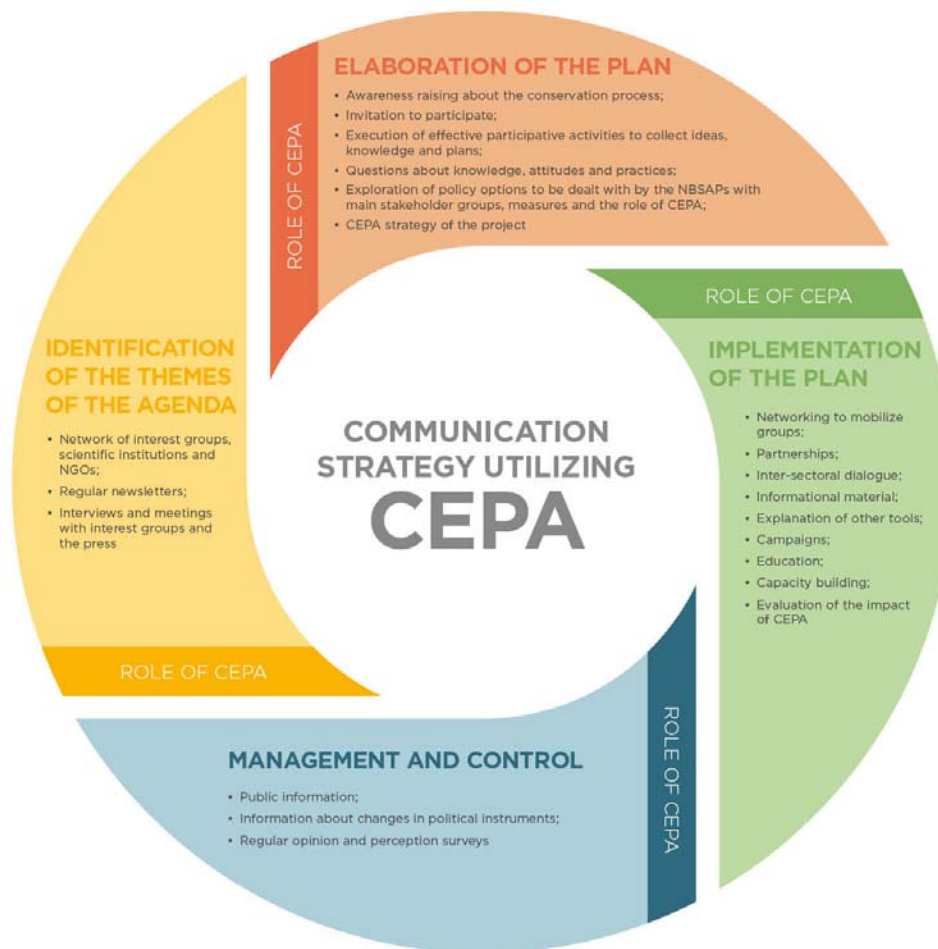 ELABORATION OF THE PLAN
• Awareness raising about the conservation process;
• Invitation to participate;
• Execution of effective participative activities to collect ideas,
knowledge and plans;
• Questions about knowledge, attitudes and practices;
• Exploration of policy options to be dealt with by the NBSAPs with
main stakeholder groups, measures and the role of CEPA;
• CEPA strategy of the project
ROLE OF CEPA
ROLE OF CEPA
IMPLEMENTATION
OF THE PLAN
• Networking to mobilize
groups;
• Partnerships;
• Inter-sectoral dialogue;
• Informational material;
• Explanation of other tools;
• Campaigns;
• Education;
• Capacity building;
• Evaluation of the impact
of CEPA
IDENTIFICATION
OF THE THEMES
OF THE AGENDA
• Network of interest groups,
scientific institutions and
NGOs;
• Regular newsletters;
• Interviews and meetings
with interest groups and
the press
ROLE OF CEPA
COMMUNICATION
STRATEGY UTILIZING
CEPA
MANAGEMENT AND CONTROL
• Public information;
• Information about changes in political instruments;
• Regular opinion and perception surveys
ROLE OF CEPA